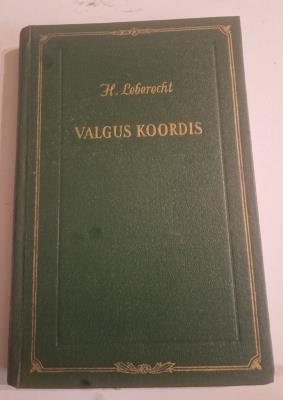 H. Leberecht
VALGUS KOORDIS